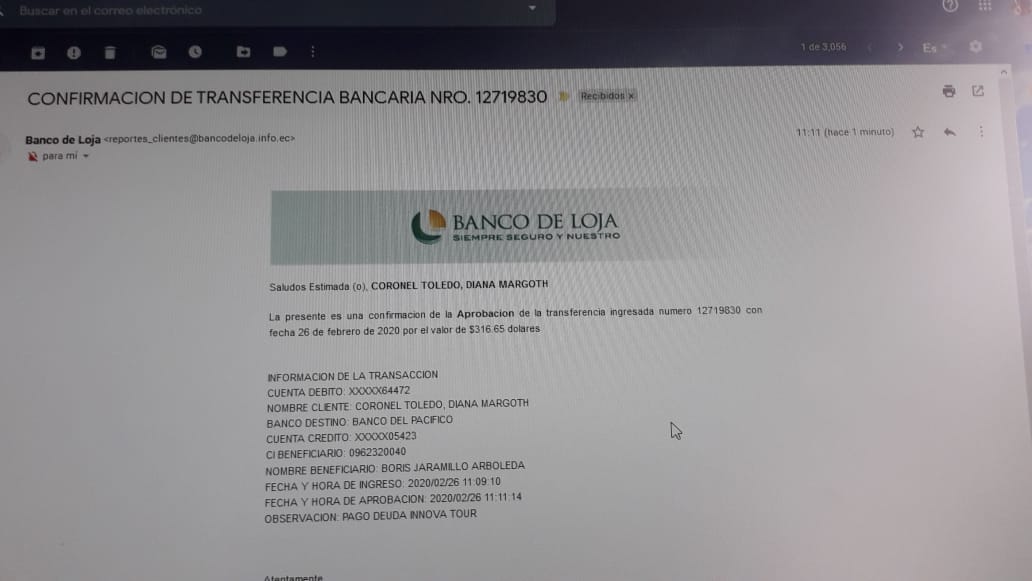 Buscar en el correo electrónico
1 de 3,056
Es
CONFIRMACION DE TRANSFERENCIA BANCARIA NRO. 12719830
Recibidos x
Banco de Loja <reportes_clientes@bancodeloja.info.ec>
11:11 (hace 1 minuto)
para mí
BANCO DE LOJA
SIEMPRE SEGURO Y NUESTRO
Saludos Estimada (o), CORONEL TOLEDO, DIANA MARGOTH
La presente es una confirmacion de la Aprobacion de la transferencia ingresada numero 12719830 con
fecha 26 de febrero de 2020 por el valor de $316.65 dolares
INFORMACION DE LA TRANSACCION
CUENTA DEBITO: XXXXX64472
NOMBRE CLIENTE: CORONEL TOLEDO, DIANA MARGOTH
BANCO DESTINO: BANCO DEL PACIFICO
CUENTA CREDITO: XXXXX05423
CI BENEFICIARIO: 0962320040
NOMBRE BENEFICIARIO: BORIS JARAMILLO ARBOLEDA
FECHA Y HORA DE INGRESO: 2020/02/26 11:09:10
FECHA Y HORA DE APROBACION: 2020/02/26 11:11:14
OBSERVACION: PAGO DEUDA INNOVA TOUR
Atentamente